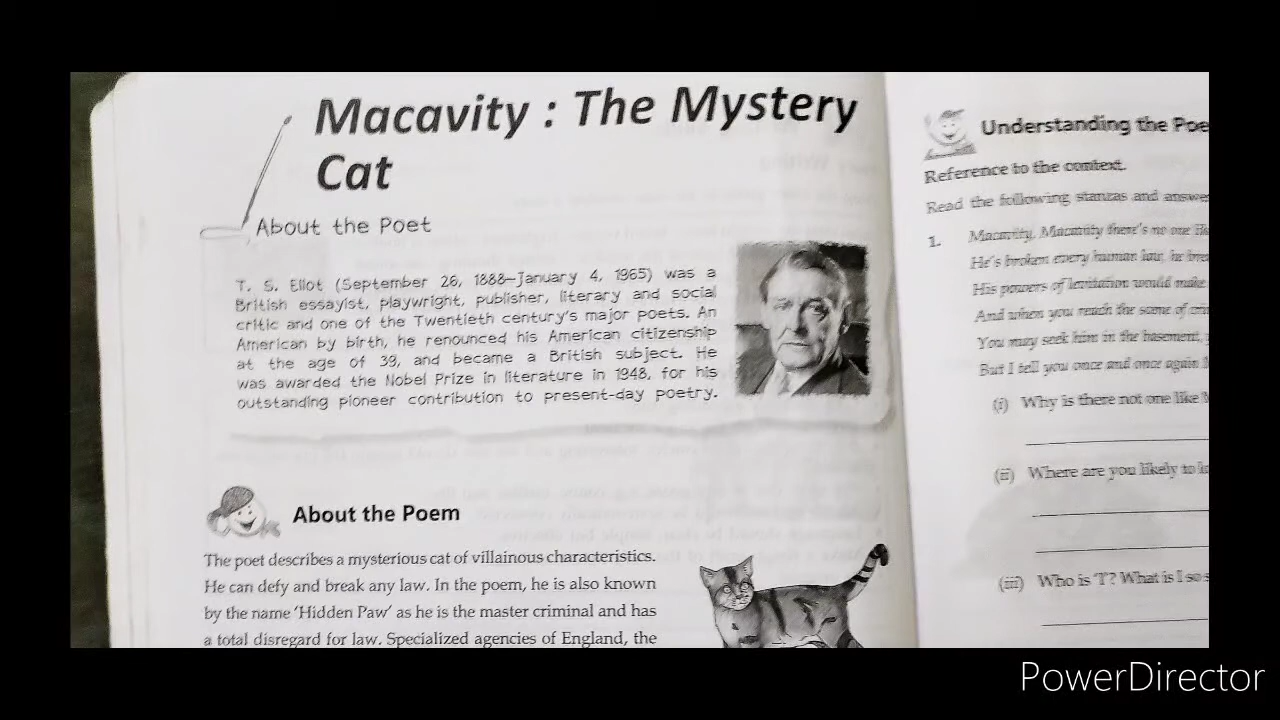 Macavity : The Mystery
Cat
About the Poet
T. S. Eliot (September 26, 1888–January 4, 1965) was a
British essayist, playwright, publisher, literary and social
critic and one of the Twentieth century's major poets. An
American by birth, he renounced his American citizenship
at the age of 39, and became a British subject. He
was awarded the Nobel Prize in literature in 1948, for his
outstanding pioneer contribution to present-day poetry.
About the Poem
The poet describes a mysterious cat of villainous characteristics.
He can defy and break any law. In the poem, he is also known
by the name 'Hidden Paw' as he is the master criminal and has
a total disregard for law. Specialized agencies of England, the
Understanding the Poe
Reference to the context.
Read the following stanzas and answe
1. Macavity, Macavity there's no one
He's broken every human law, he
His powers of levitation would make
And when you reach the scene of
You may seek him in the basement,
But I tell you once and once again
(i) Why is there not one like
(ii) Where are you likely to
(iii) Who is 'I'? What is I so s
PowerDirector